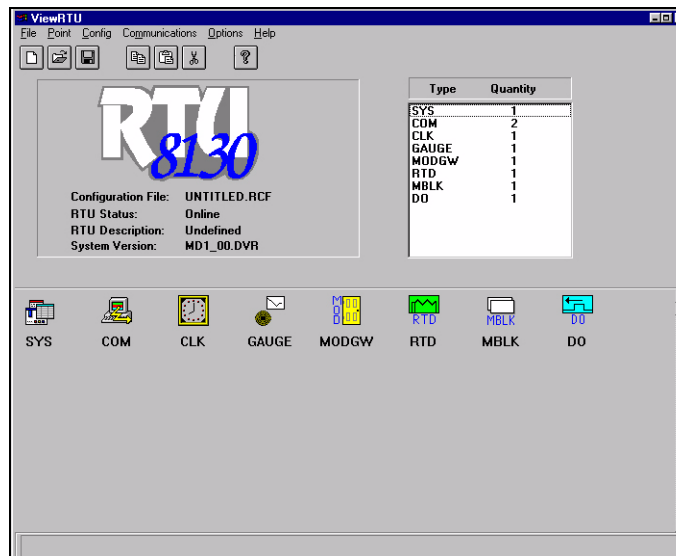 ViewRTU
File Point Config Communications Options Help
?
RTU
8130
Configuration File: UNTITLED.RCF
RTU Status: Online
RTU Description: Undefined
System Version: MD1_00.DVR
Type Quantity
SYS 1
COM 2
CLK 1
GAUGE 1
MODGW 1
RTD 1
MBLK 1
DO 1
MOD
RTD
MBLK
DO
SYS COM CLK GAUGE MODGW RTD MBLK DO